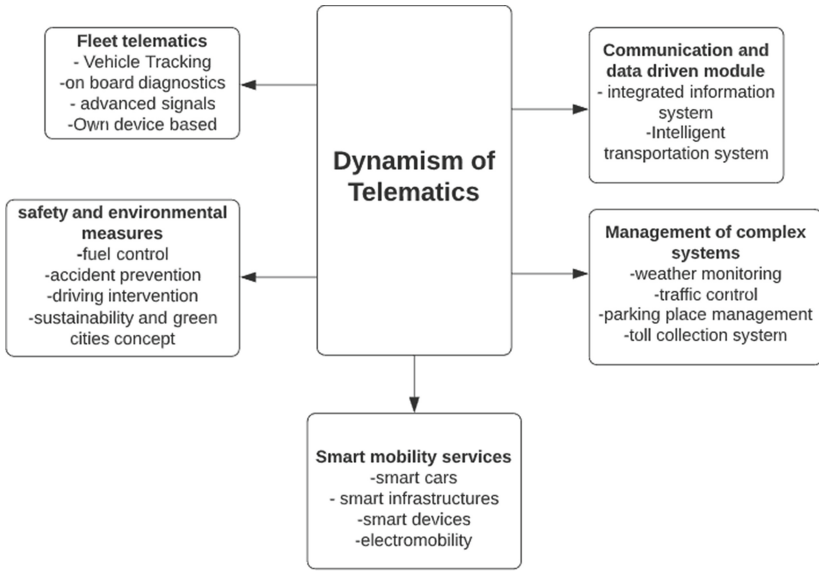 Fleet telematics
- Vehicle Tracking
-on board diagnostics
- advanced signals
-Own device based
Dynamism of
Telematics
Communication and
data driven module
- integrated information
system
-Intelligent
transportation system
safety and environmental
measures
-fuel control
-accident prevention
-driving intervention
-sustainability and green
cities concept
Management of complex
systems
-weather monitoring
-traffic control
-parking place management
-toll collection system
Smart mobility services
-smart cars
- smart infrastructures
-smart devices
-electromobility